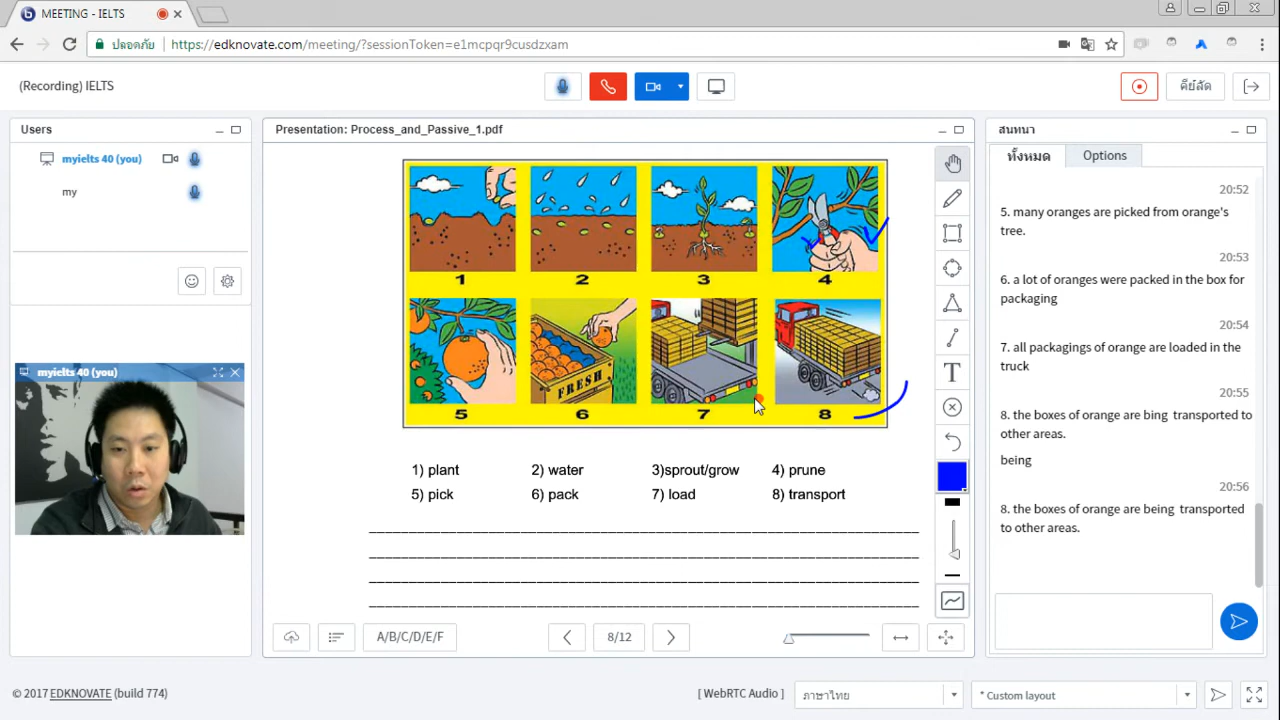 MEETING - IELTS
ปลอดภัย https://edknovate.com/meeting/?sessionToken=e1mcpqr9cusdzxam
(Recording) IELTS
คีย์ลัด
Users
myielts 40 (you)
my
myielts 40 (you)
Presentation: Process_and_Passive_1.pdf
1 2 3 4
FRESH
5 6 7 8
1) plant 2) water 3)sprout/grow 4) prune
5) pick 6) pack 7) load 8) transport
A/B/C/D/E/F
8/12
T
สนทนา
ทั้งหมด Options
20:52
5. many oranges are picked from orange's
tree.
20:53
6. a lot of oranges were packed in the box for
packaging
20:54
7. all packagings of orange are loaded in the
truck
20:55
8. the boxes of orange are bing transported to
other areas.
being
20:56
8. the boxes of orange are being transported
to other areas.
© 2017 EDKNOVATE (build 774)
[ WebRTC Audio ]
ภาษาไทย
* Custom layout